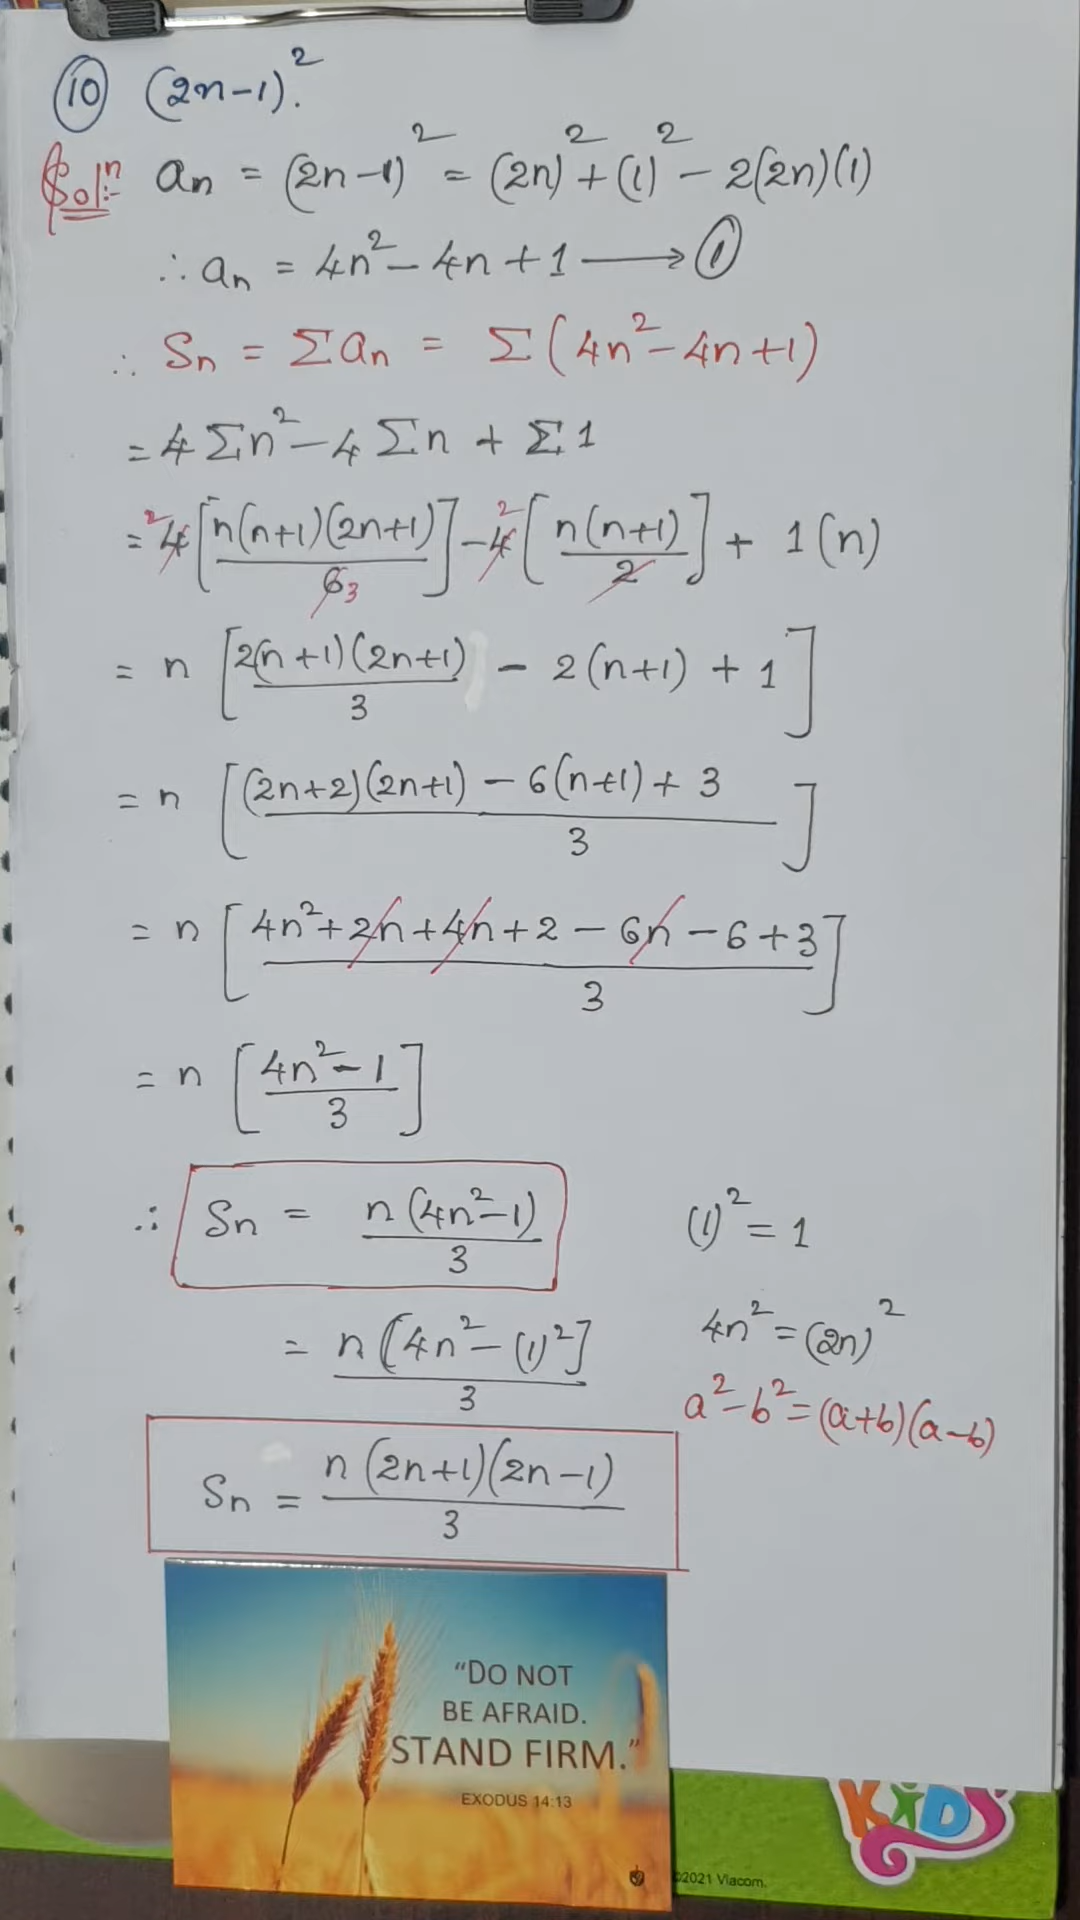 ⑩ (2n-1)².
Solⁿ:- aₙ = (2n-1)² = (2n)² + (1)² - 2(2n)(1)
∴ aₙ = 4n² - 4n + 1 ⟶ ①
∴ Sₙ = Σaₙ = Σ(4n² - 4n + 1)
= 4Σn² - 4Σn + Σ1
= ²4[n(n+1)(2n+1)/6 3] - ²4[n(n+1)/2] + 1(n)
= n [2(n+1)(2n+1)/3 - 2(n+1) + 1]
= n [((2n+2)(2n+1) - 6(n+1) + 3)/3]
= n [(4n² + 2n + 4n + 2 - 6n - 6 + 3)/3]
= n [(4n² - 1)/3]
∴ Sₙ = n(4n² - 1)/3
(1)² = 1
= n[4n² - (1)²]/3
4n² = (2n)²
a² - b² = (a+b)(a-b)
Sₙ = n(2n+1)(2n-1)/3
“DO NOT
BE AFRAID.
STAND FIRM.”
EXODUS 14:13
KiDS
©2021 Viacom.